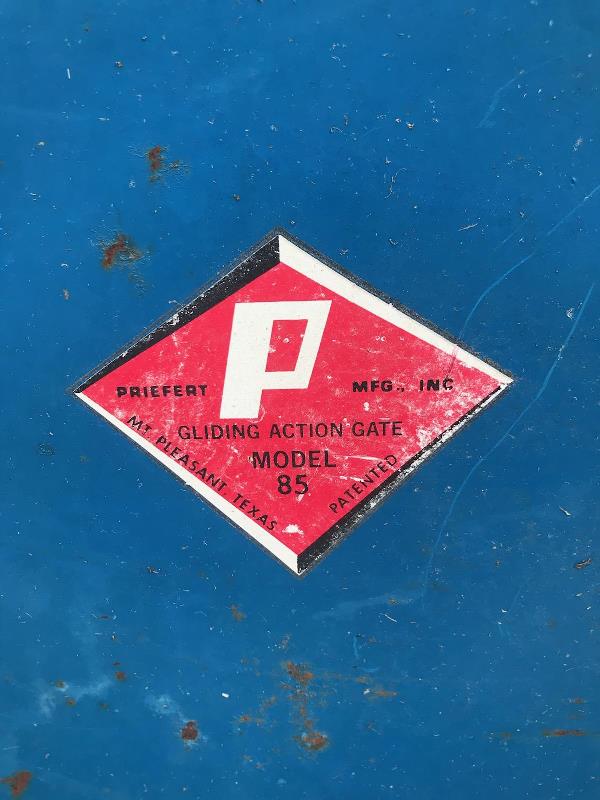 P
PRIEFERT MFG., INC
GLIDING ACTION GATE
MODEL
85
MT. PLEASANT, TEXAS
PATENTED